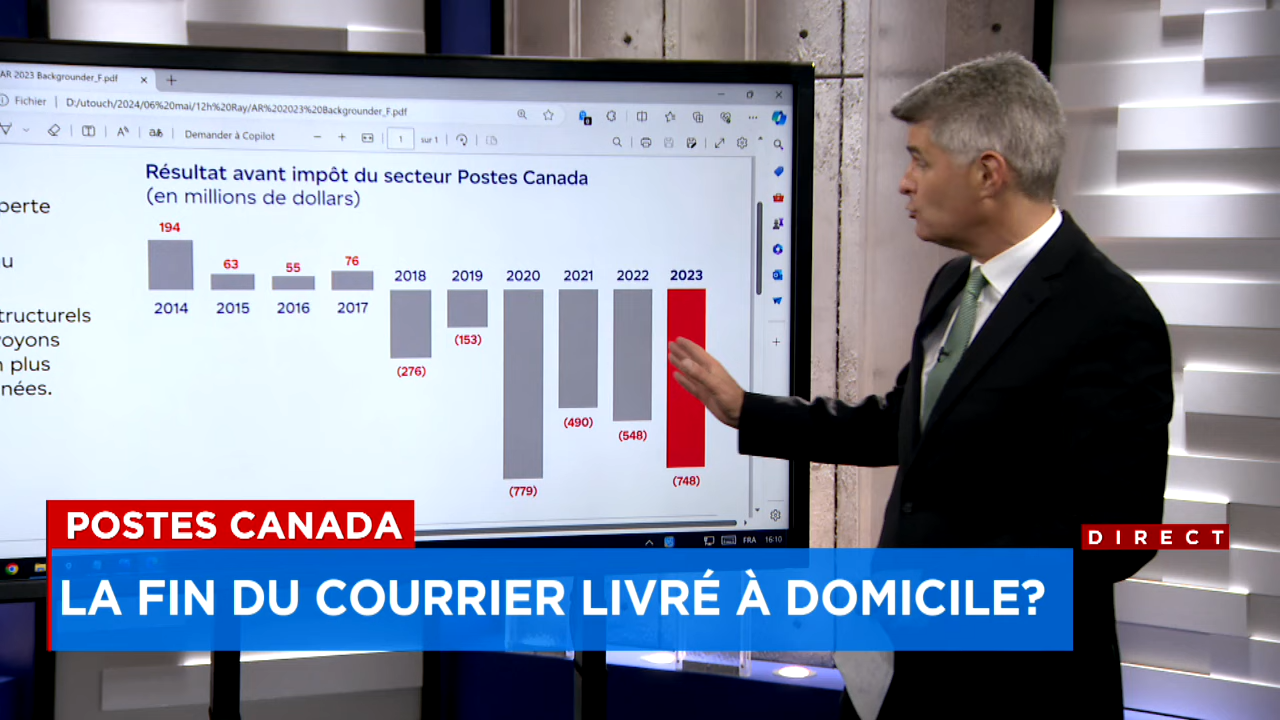 AR 2023 Backgrounder_F.pdf
Fichier
D:/utouch/2024/06%20mai/12h%20Ray/AR%202023%20Backgrounder_F.pdf
Demander à Copilot
1
sur 1
Résultat avant impôt du secteur Postes Canada
(en millions de dollars)
perte
u
tructurels
oyons
n plus
nées.
194
63
55
76
2014
2015
2016
2017
2018
2019
2020
2021
2022
2023
(276)
(153)
(779)
(490)
(548)
(748)
FRA
16:10
POSTES CANADA
DIRECT
LA FIN DU COURRIER LIVRÉ À DOMICILE?